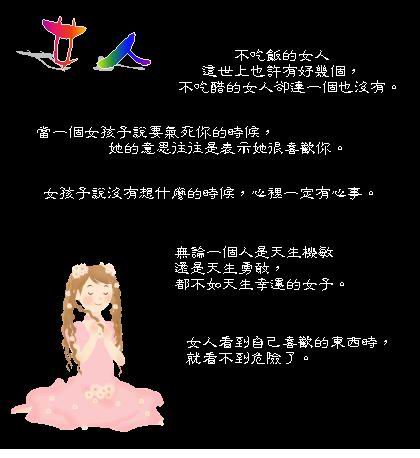 女人
不吃飯的女人
這世上也許有好幾個，
不吃醋的女人卻連一個也沒有。
當一個女孩子說要氣死你的時候，
她的意思往往是表示她很喜歡你。
女孩子說沒有想什麼的時候，心裡一定有心事。
無論一個人是天生機敏
還是天生勇敢，
都不如天生幸運的女子。
女人看到自己喜歡的東西時，
就看不到危險了。